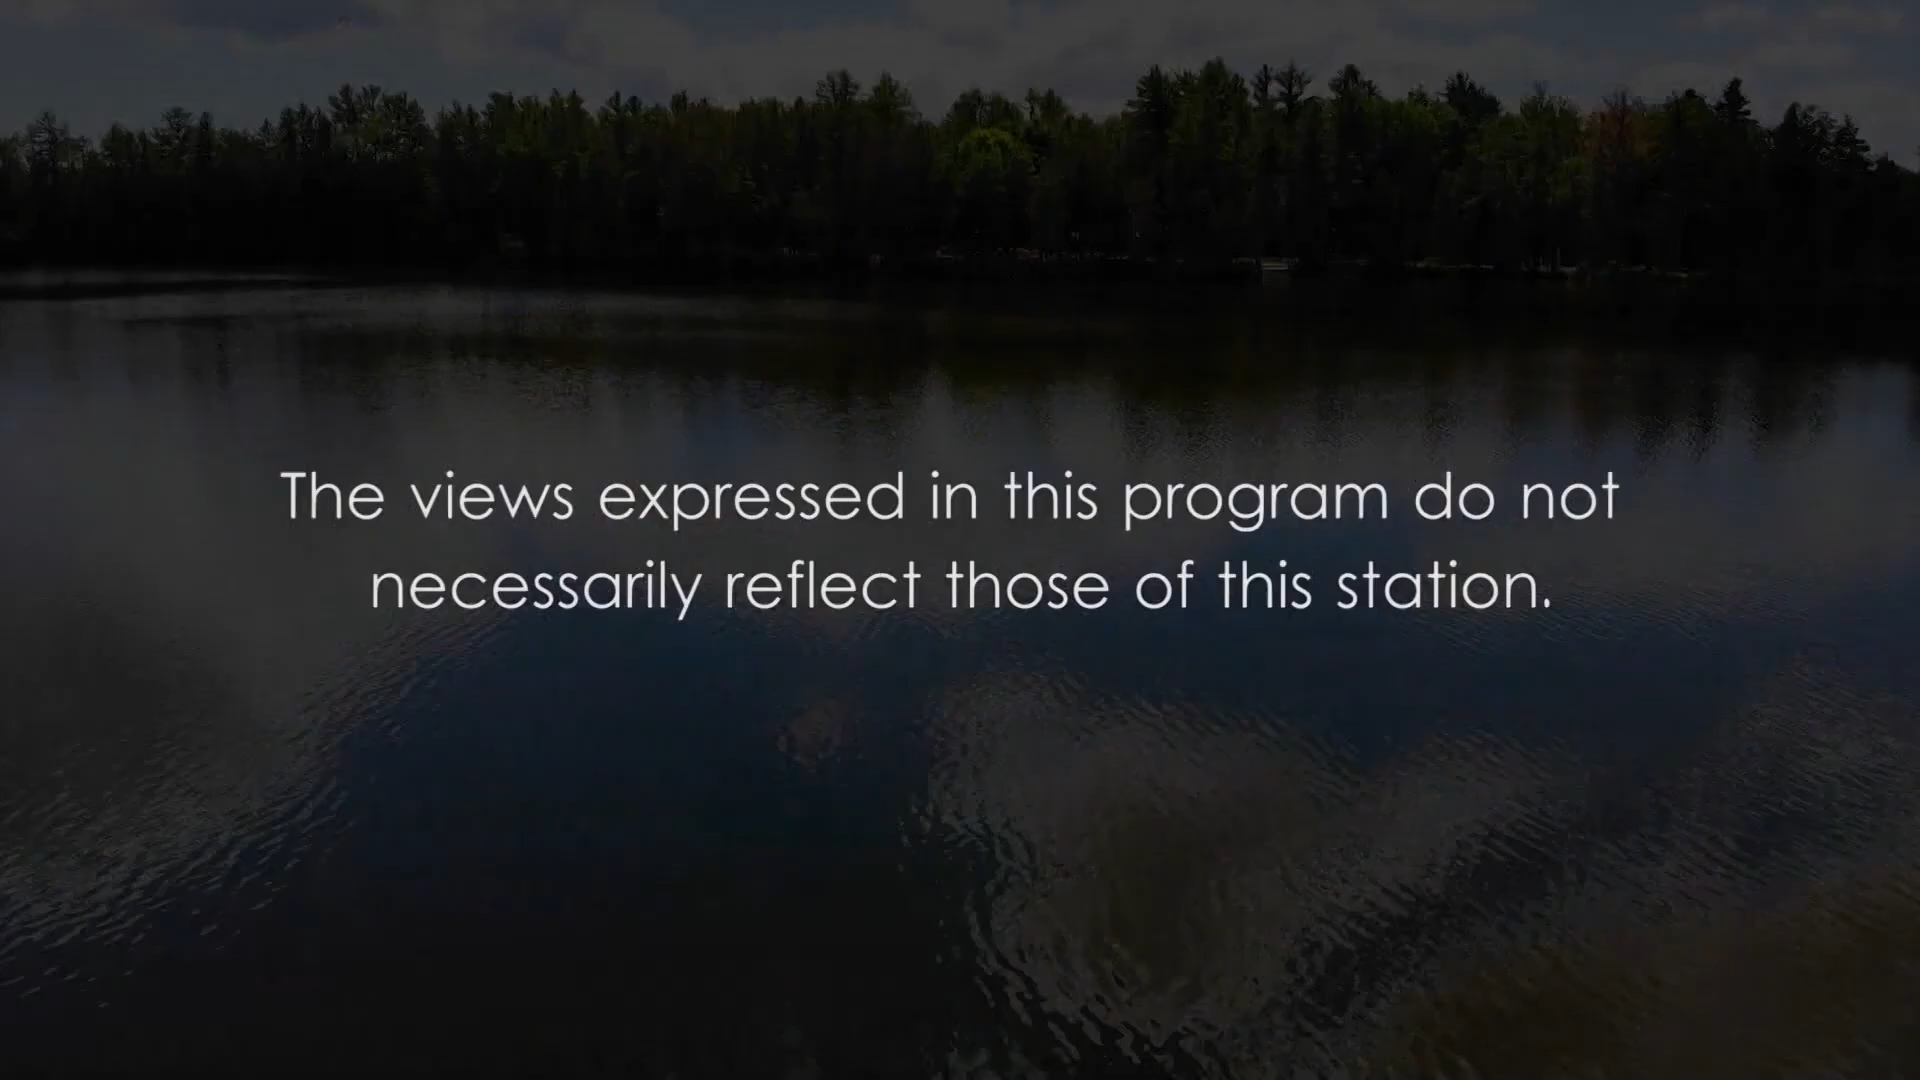 The views expressed in this program do not
necessarily reflect those of this station.